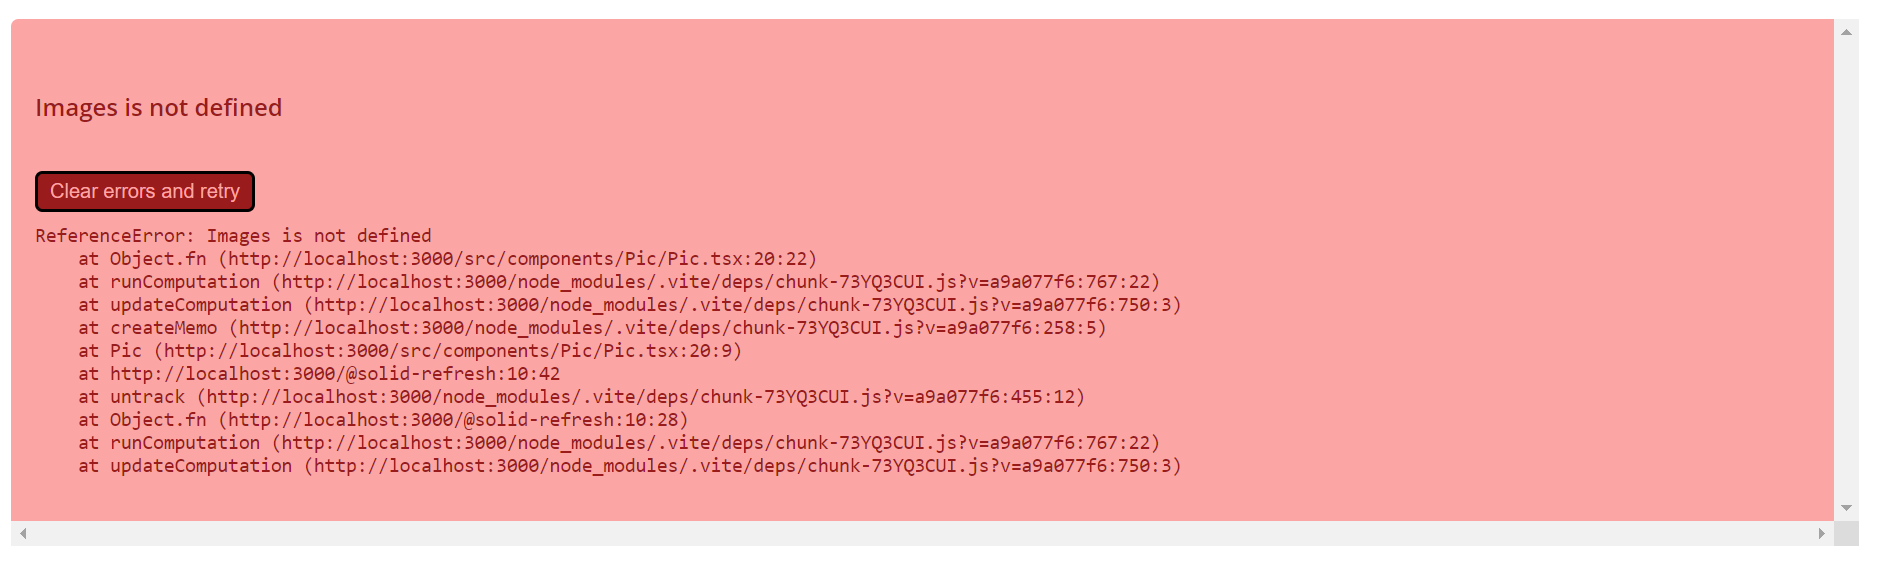 Images is not defined
Clear errors and retry
ReferenceError: Images is not defined
at Object.fn (http://localhost:3000/src/components/Pic/Pic.tsx:20:22)
at runComputation (http://localhost:3000/node_modules/.vite/deps/chunk-73YQ3CUI.js?v=a9a077f6:767:22)
at updateComputation (http://localhost:3000/node_modules/.vite/deps/chunk-73YQ3CUI.js?v=a9a077f6:750:3)
at createMemo (http://localhost:3000/node_modules/.vite/deps/chunk-73YQ3CUI.js?v=a9a077f6:258:5)
at Pic (http://localhost:3000/src/components/Pic/Pic.tsx:20:9)
at http://localhost:3000/@solid-refresh:10:42
at untrack (http://localhost:3000/node_modules/.vite/deps/chunk-73YQ3CUI.js?v=a9a077f6:455:12)
at Object.fn (http://localhost:3000/@solid-refresh:10:28)
at runComputation (http://localhost:3000/node_modules/.vite/deps/chunk-73YQ3CUI.js?v=a9a077f6:767:22)
at updateComputation (http://localhost:3000/node_modules/.vite/deps/chunk-73YQ3CUI.js?v=a9a077f6:750:3)